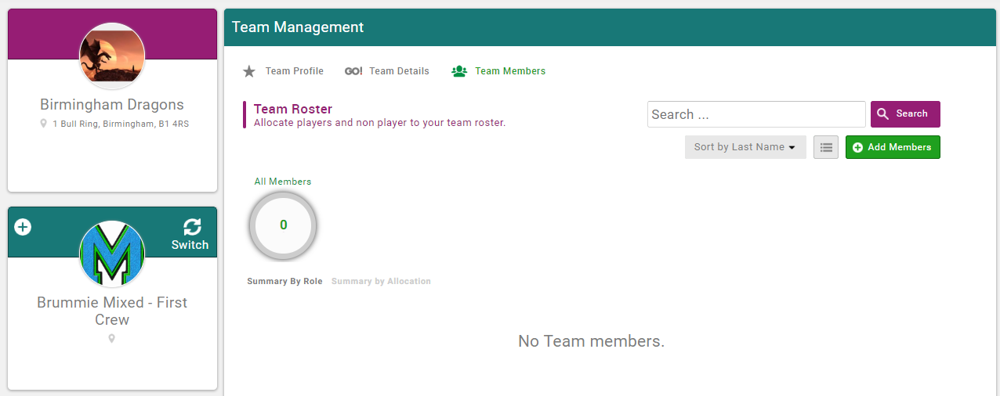 Birmingham Dragons
1 Bull Ring, Birmingham, B1 4RS
Switch
Brummie Mixed - First
Crew
Team Management
Team Profile
GO! Team Details
Team Members
Team Roster
Allocate players and non player to your team roster.
Search ...
Search
Sort by Last Name
Add Members
All Members
0
Summary By Role
Summary by Allocation
No Team members.